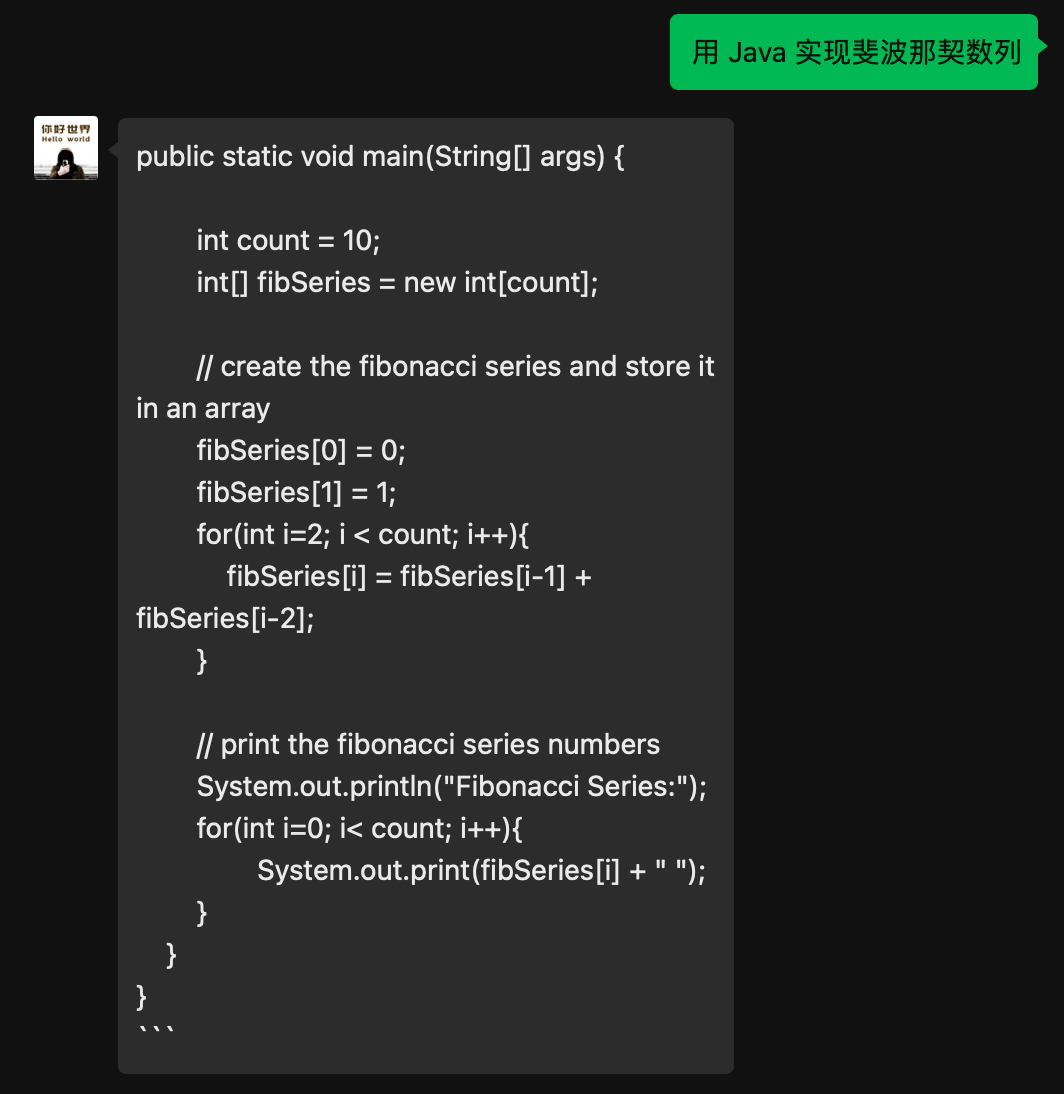 用 Java 实现斐波那契数列
你好世界
Hello world
public static void main(String[] args) {
int count = 10;
int[] fibSeries = new int[count];
// create the fibonacci series and store it
in an array
fibSeries[0] = 0;
fibSeries[1] = 1;
for(int i=2; i < count; i++){
fibSeries[i] = fibSeries[i-1] +
fibSeries[i-2];
}
// print the fibonacci series numbers
System.out.println("Fibonacci Series:");
for(int i=0; i< count; i++){
System.out.print(fibSeries[i] + " ");
}
}
}
```